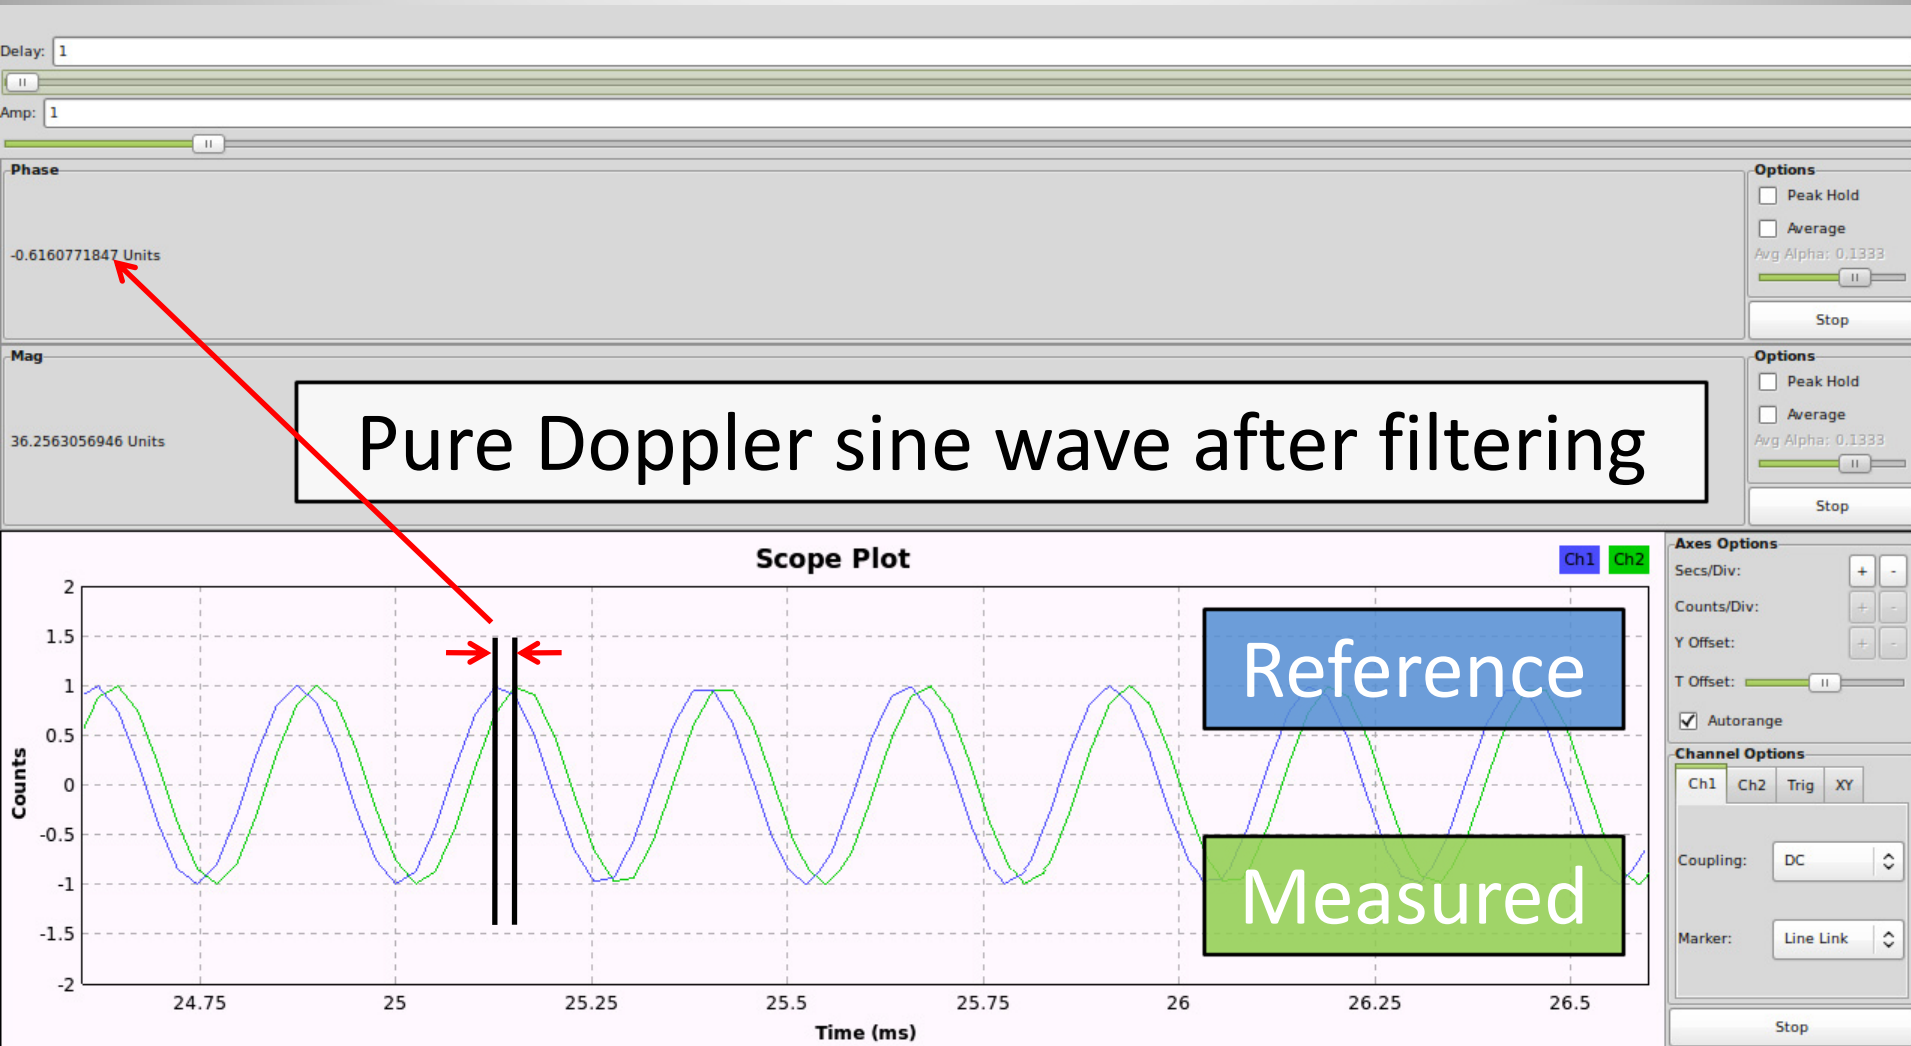 Delay: 1
Amp: 1
Phase
-0.6160771847 Units
Options
Peak Hold
Average
Avg Alpha: 0.1333
Stop
Mag
36.2563056946 Units
Options
Peak Hold
Average
Avg Alpha: 0.1333
Stop
Pure Doppler sine wave after filtering
Scope Plot
Ch1 Ch2
Reference
Measured
2
1.5
1
0.5
0
-0.5
-1
-1.5
-2
Counts
24.75 25 25.25 25.5 25.75 26 26.25 26.5
Time (ms)
Axes Options
Secs/Div: + -
Counts/Div: + -
Y Offset: + -
T Offset:
Autorange
Channel Options
Ch1 Ch2 Trig XY
Coupling: DC
Marker: Line Link
Stop